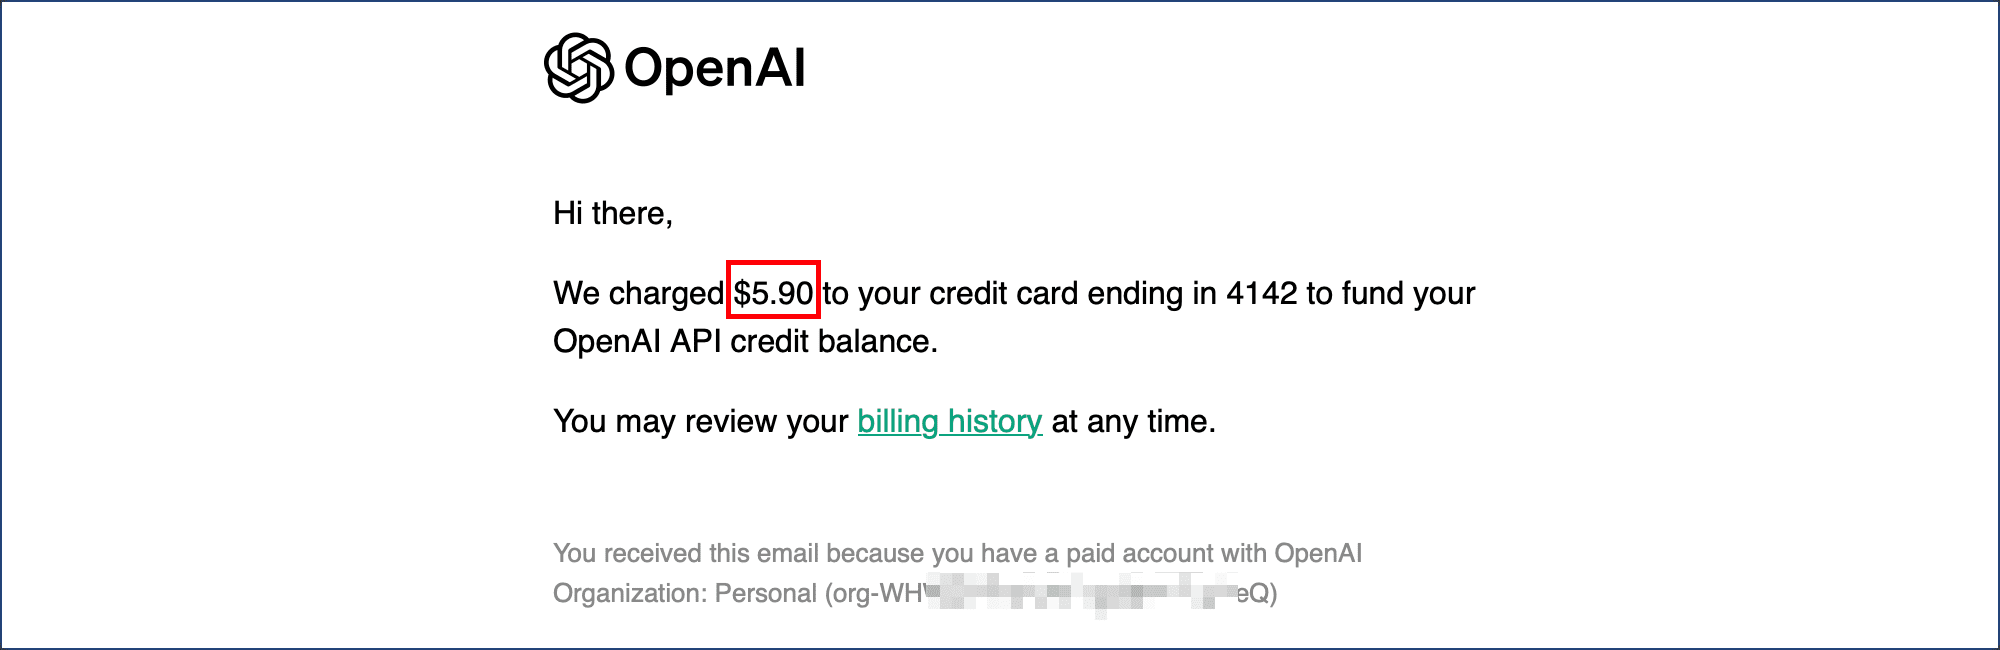 OpenAI
Hi there,
We charged $5.90 to your credit card ending in 4142 to fund your
OpenAI API credit balance.
You may review your billing history at any time.
You received this email because you have a paid account with OpenAI
Organization: Personal (org-WH eQ)